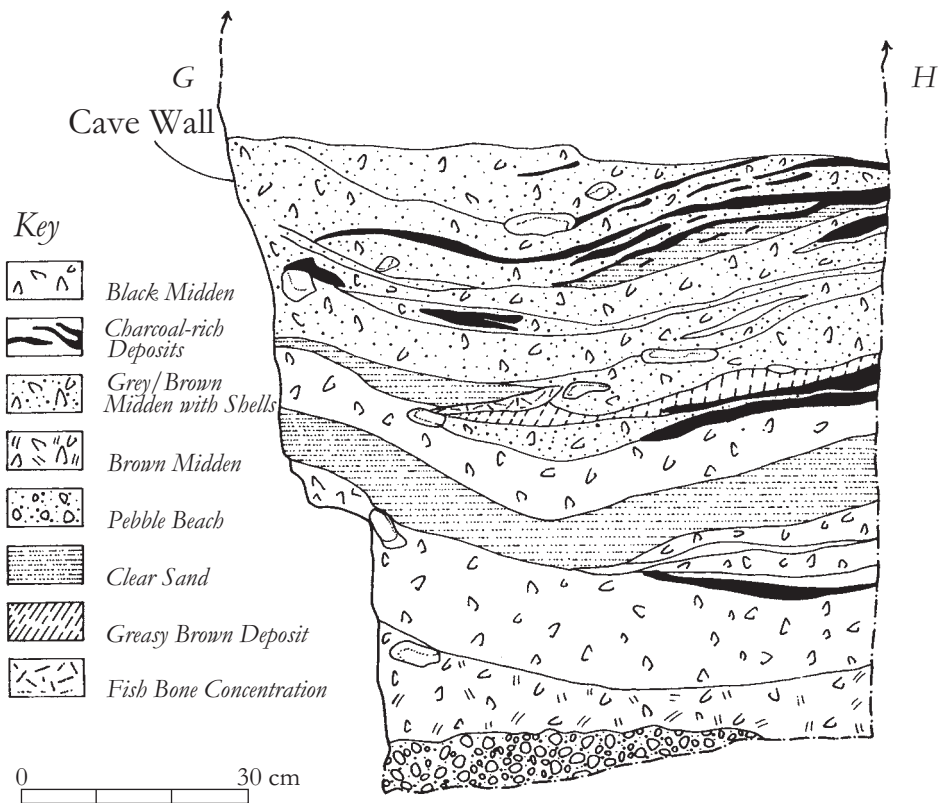 G
H
Cave Wall
Key
Black Midden
Charcoal-rich
Deposits
Grey/Brown
Midden with Shells
Brown Midden
Pebble Beach
Clear Sand
Greasy Brown Deposit
Fish Bone Concentration
0 30 cm